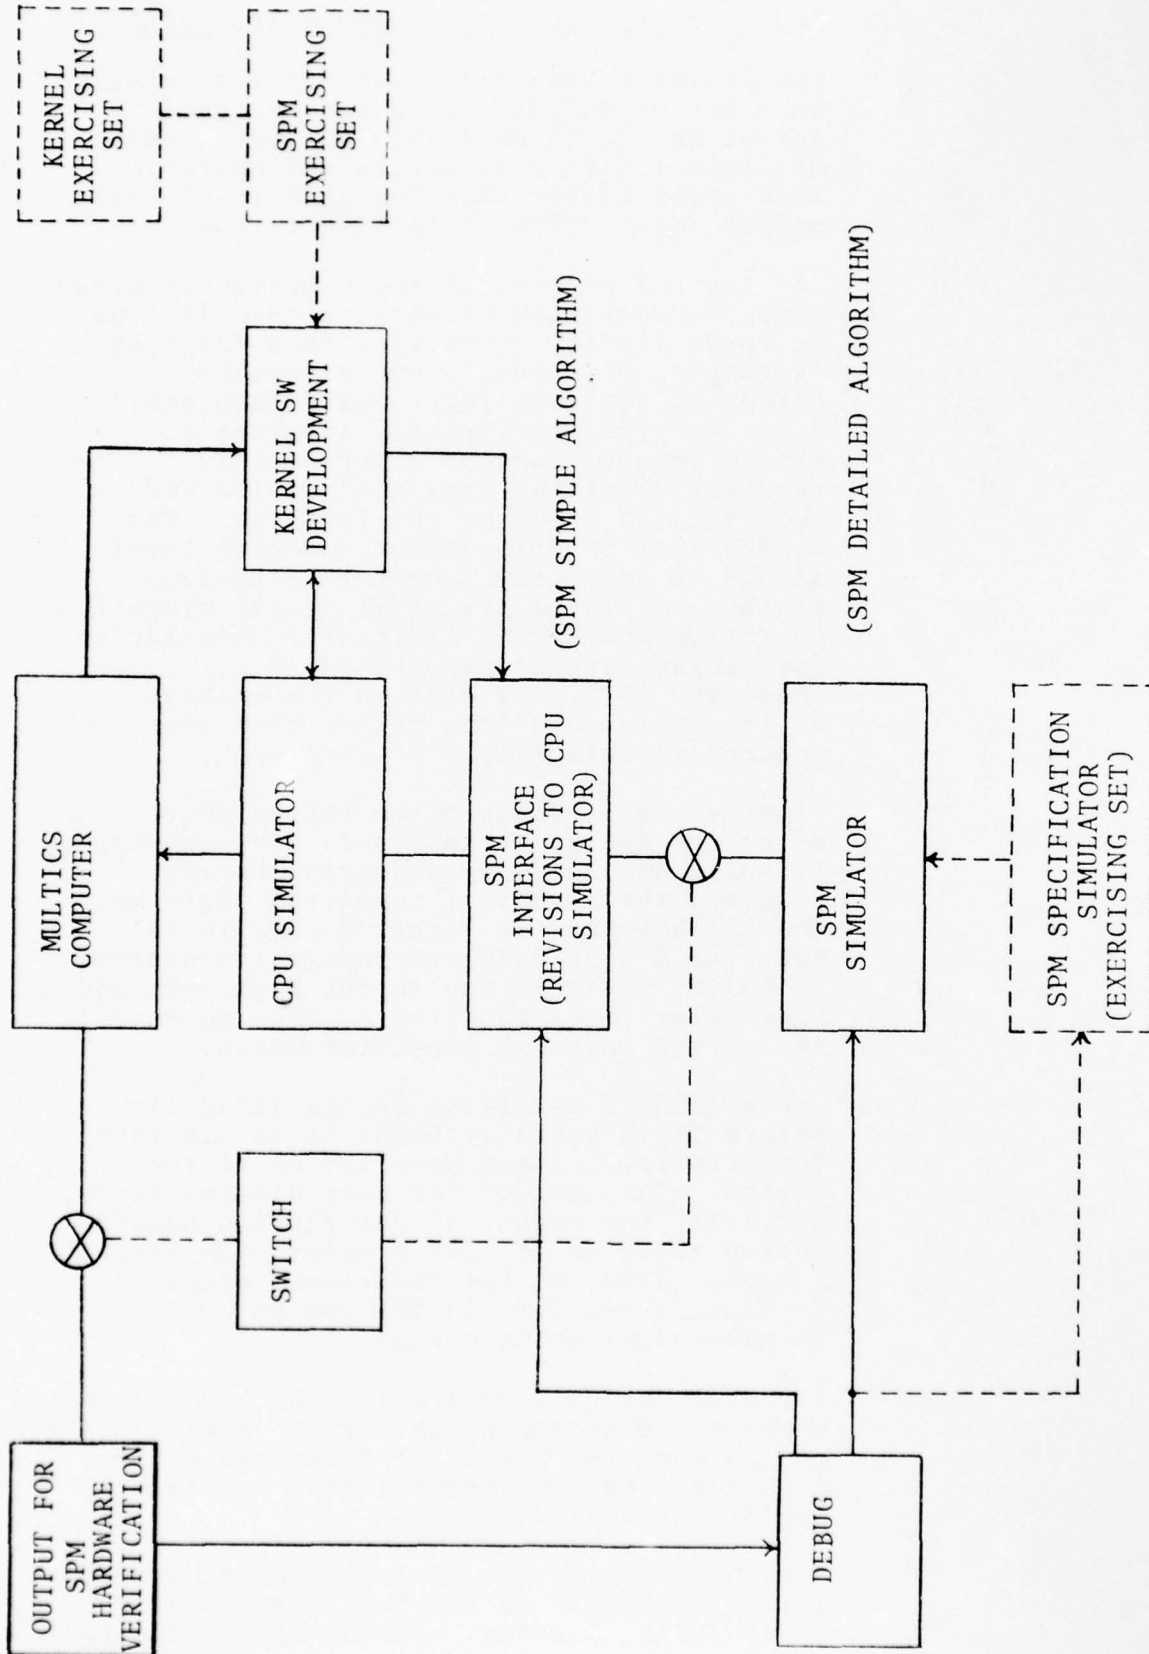 OUTPUT FOR
SPM
HARDWARE
VERIFICATION
MULTICS
COMPUTER
KERNEL
EXERCISING
SET
SPM
EXERCISING
SET
SWITCH
CPU SIMULATOR
KERNEL SW
DEVELOPMENT
SPM
INTERFACE
(REVISIONS TO CPU
SIMULATOR)
(SPM SIMPLE ALGORITHM)
DEBUG
SPM
SIMULATOR
(SPM DETAILED ALGORITHM)
SPM SPECIFICATION
SIMULATOR
(EXERCISING SET)